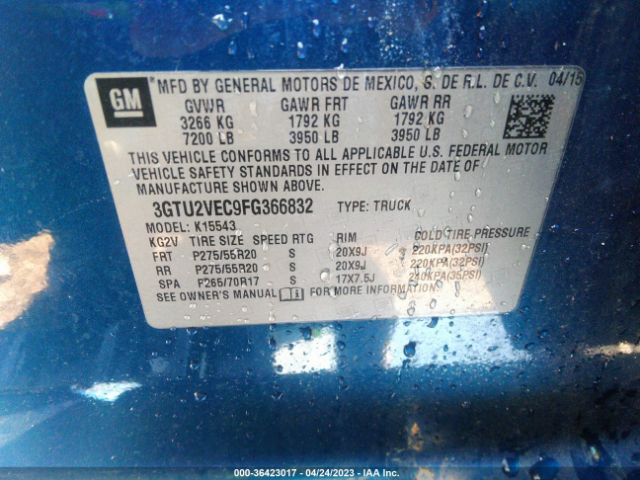 GM
* MFD BY GENERAL MOTORS DE MEXICO, S. DE R.L. DE C.V. 04/15
GVWR GAWR FRT GAWR RR
3266 KG 1792 KG 1792 KG
7200 LB 3950 LB 3950 LB
THIS VEHICLE CONFORMS TO ALL APPLICABLE U.S. FEDERAL MOTOR
VEHICLE SAFETY STANDARDS IN EFFECT ON THE DATE OF
MANUFACTURE SHOWN ABOVE.
3GTU2VEC9FG366832 TYPE: TRUCK
MODEL: K15543
KG2V TIRE SIZE SPEED RTG RIM COLD TIRE PRESSURE
FRT P275/55R20 S 20X9J 220KPA(32PSI)
RR P275/55R20 S 20X9J 220KPA(32PSI)
SPA P265/70R17 S 17X7.5J 240KPA(35PSI)
SEE OWNER'S MANUAL FOR MORE INFORMATION.
000-36423017 - 04/24/2023 - IAA Inc.